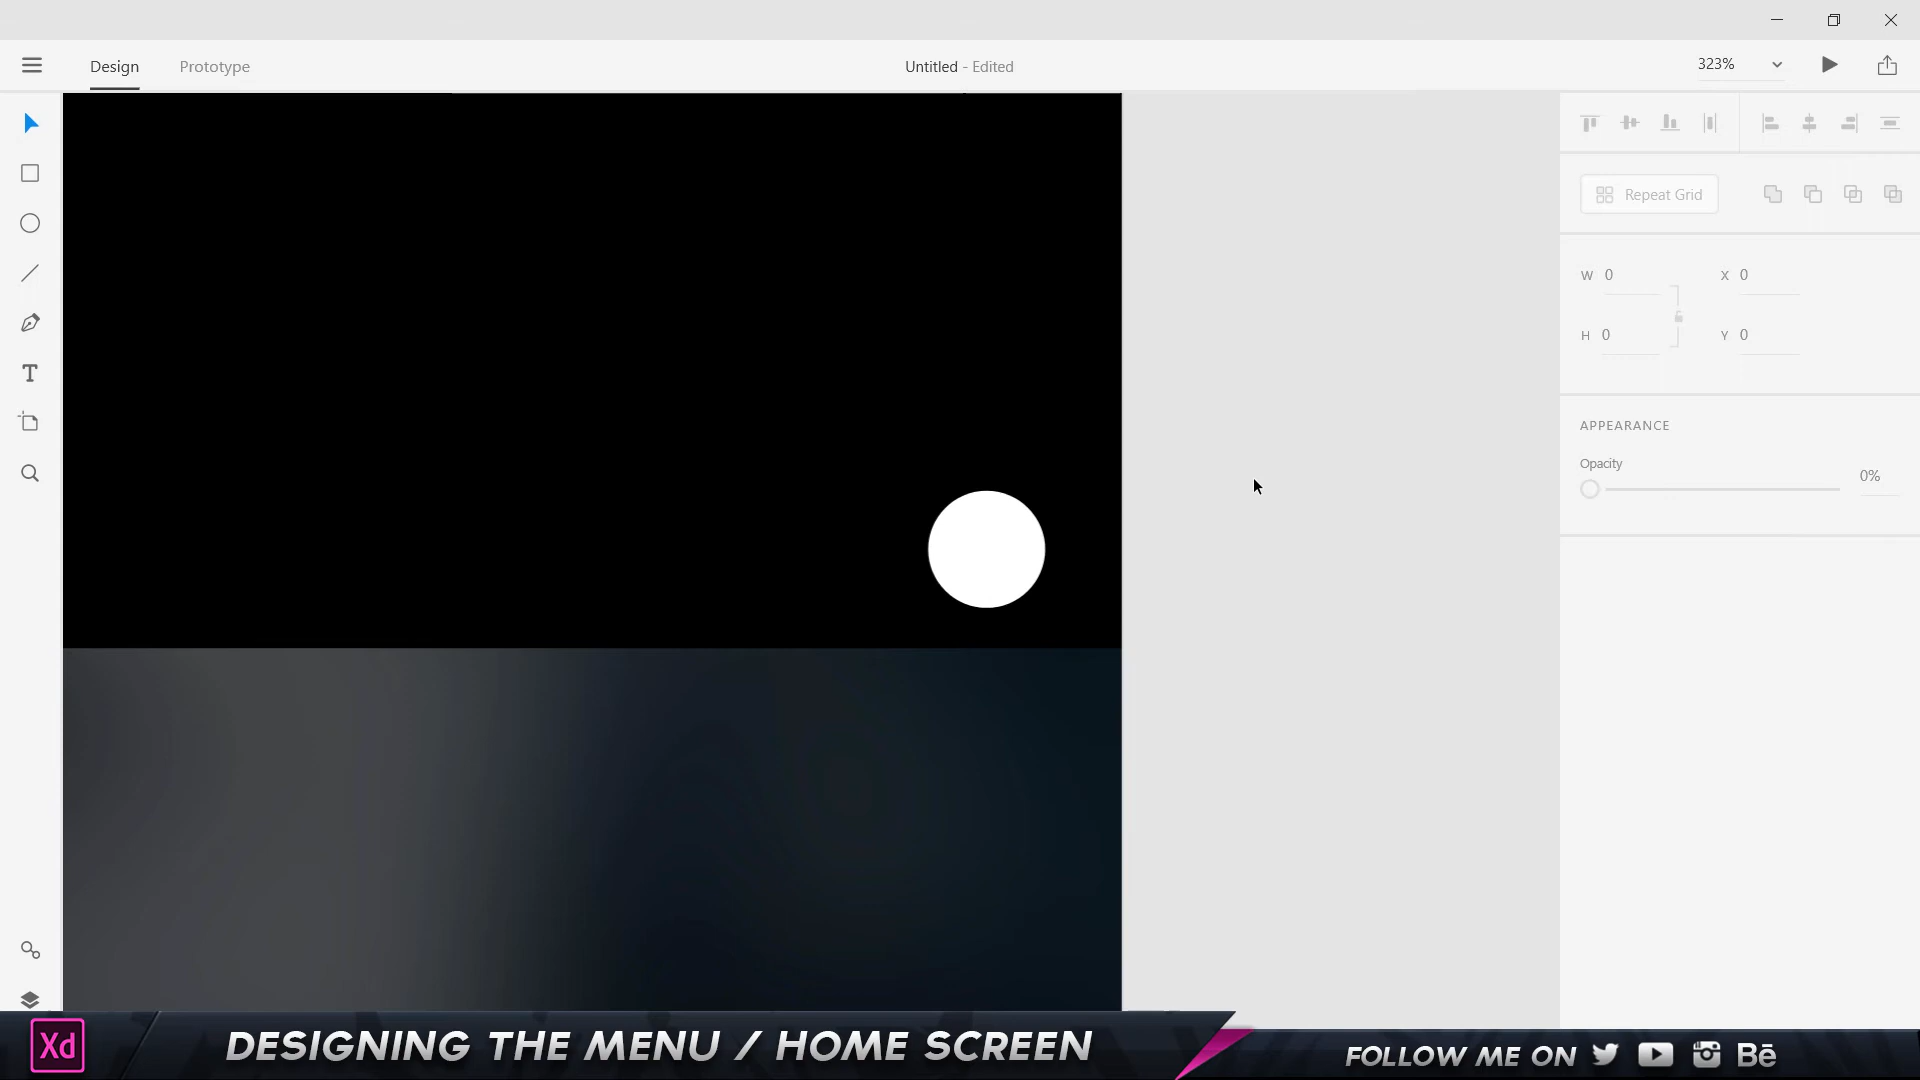 Design
Prototype
Untitled - Edited
323%
Repeat Grid
W 0
X 0
H 0
Y 0
APPEARANCE
Opacity
0%
Xd
DESIGNING THE MENU / HOME SCREEN
FOLLOW ME ON
Bē